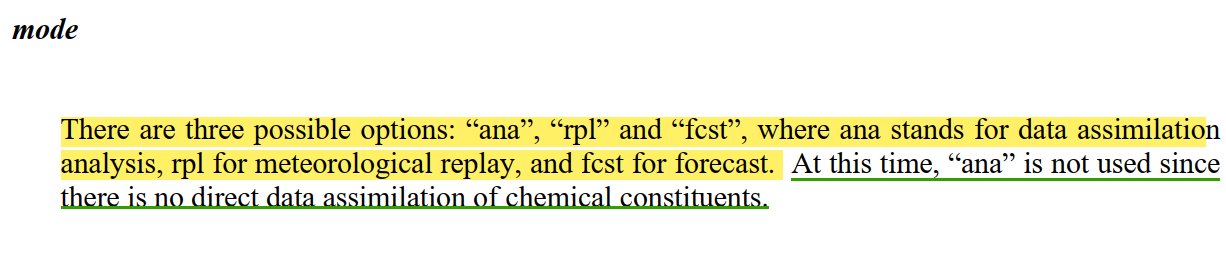 mode
There are three possible options: “ana”, “rpl” and “fcst”, where ana stands for data assimilation
analysis, rpl for meteorological replay, and fcst for forecast. At this time, “ana” is not used since
there is no direct data assimilation of chemical constituents.